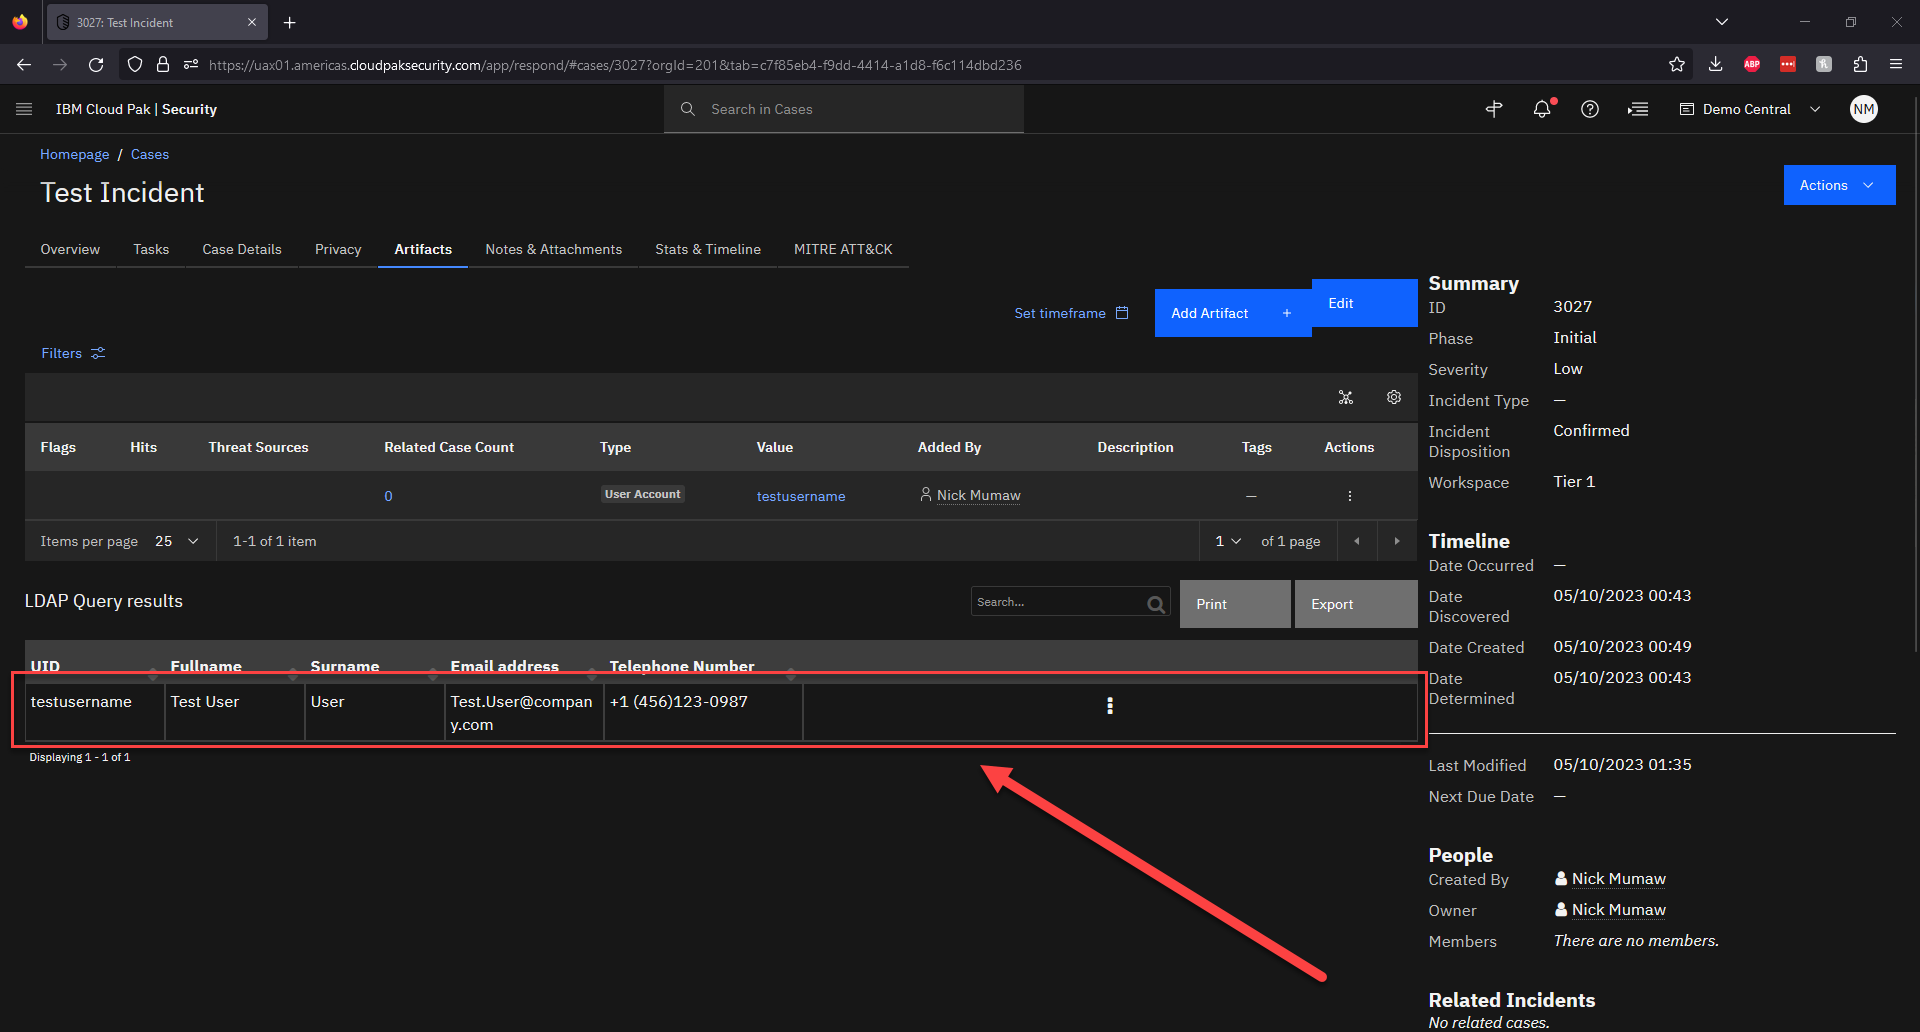 3027: Test Incident
https://uax01.americas.cloudpaksecurity.com/app/respond/#cases/3027?orgId=201&tab=c7f85eb4-f9dd-4414-a1d8-f6c114dbd236
ABP
IBM Cloud Pak | Security
Search in Cases
Demo Central
NM
Homepage / Cases
Test Incident
Actions
Overview Tasks Case Details Privacy Artifacts Notes & Attachments Stats & Timeline MITRE ATT&CK
Set timeframe
Add Artifact +
Edit
Filters
Flags Hits Threat Sources Related Case Count Type Value Added By Description Tags Actions
0 User Account testusername Nick Mumaw —
Items per page 25 1-1 of 1 item 1 of 1 page
LDAP Query results
Search...
Print
Export
UID Fullname Surname Email address Telephone Number
testusername Test User User Test.User@compan +1 (456)123-0987
y.com
Displaying 1 - 1 of 1
Summary
ID 3027
Phase Initial
Severity Low
Incident Type —
Incident Confirmed
Disposition
Workspace Tier 1
Timeline
Date Occurred —
Date 05/10/2023 00:43
Discovered
Date Created 05/10/2023 00:49
Date 05/10/2023 00:43
Determined
Last Modified 05/10/2023 01:35
Next Due Date —
People
Created By Nick Mumaw
Owner Nick Mumaw
Members There are no members.
Related Incidents
No related cases.